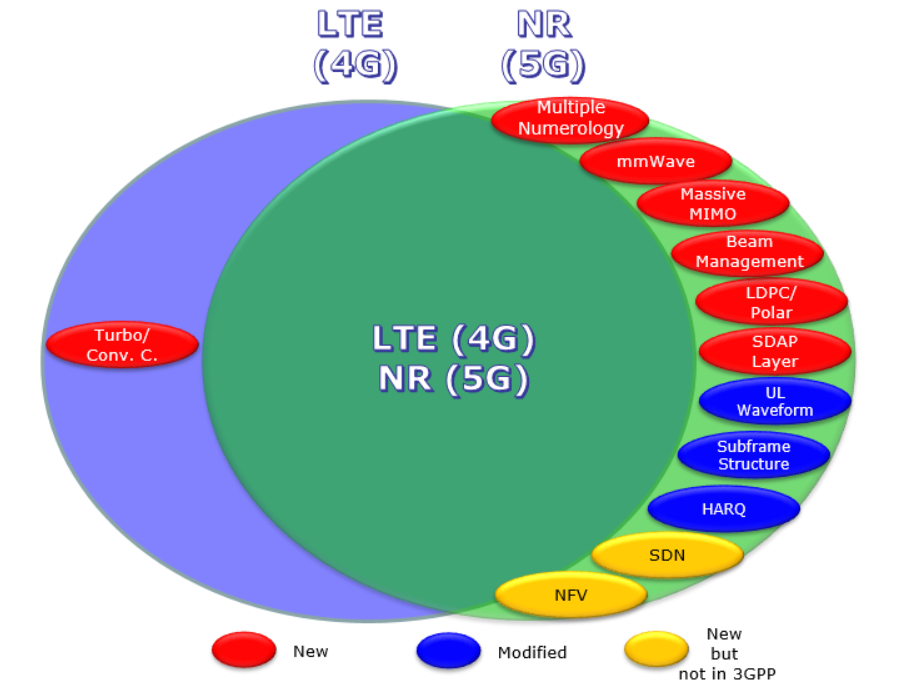 LTE
(4G)
NR
(5G)
Multiple
Numerology
mmWave
Massive
MIMO
Beam
Management
LDPC/
Polar
Turbo/
Conv. C.
LTE (4G)
NR (5G)
SDAP
Layer
UL
Waveform
Subframe
Structure
HARQ
SDN
NFV
New
Modified
New
but
not in 3GPP